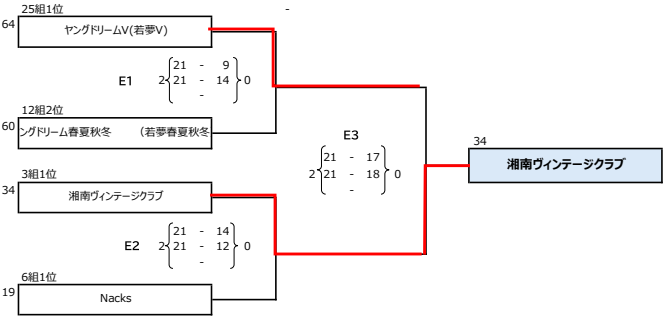 25組1位
-
64 ヤングドリームV(若夢V)
21 - 9
E1 2 21 - 14 0
-
12組2位
60 ングドリーム春夏秋冬 (若夢春夏秋冬
E3
21 - 17
2 21 - 18 0
-
34
湘南ヴィンテージクラブ
3組1位
34 湘南ヴィンテージクラブ
21 - 14
E2 2 21 - 12 0
-
6組1位
19 Nacks